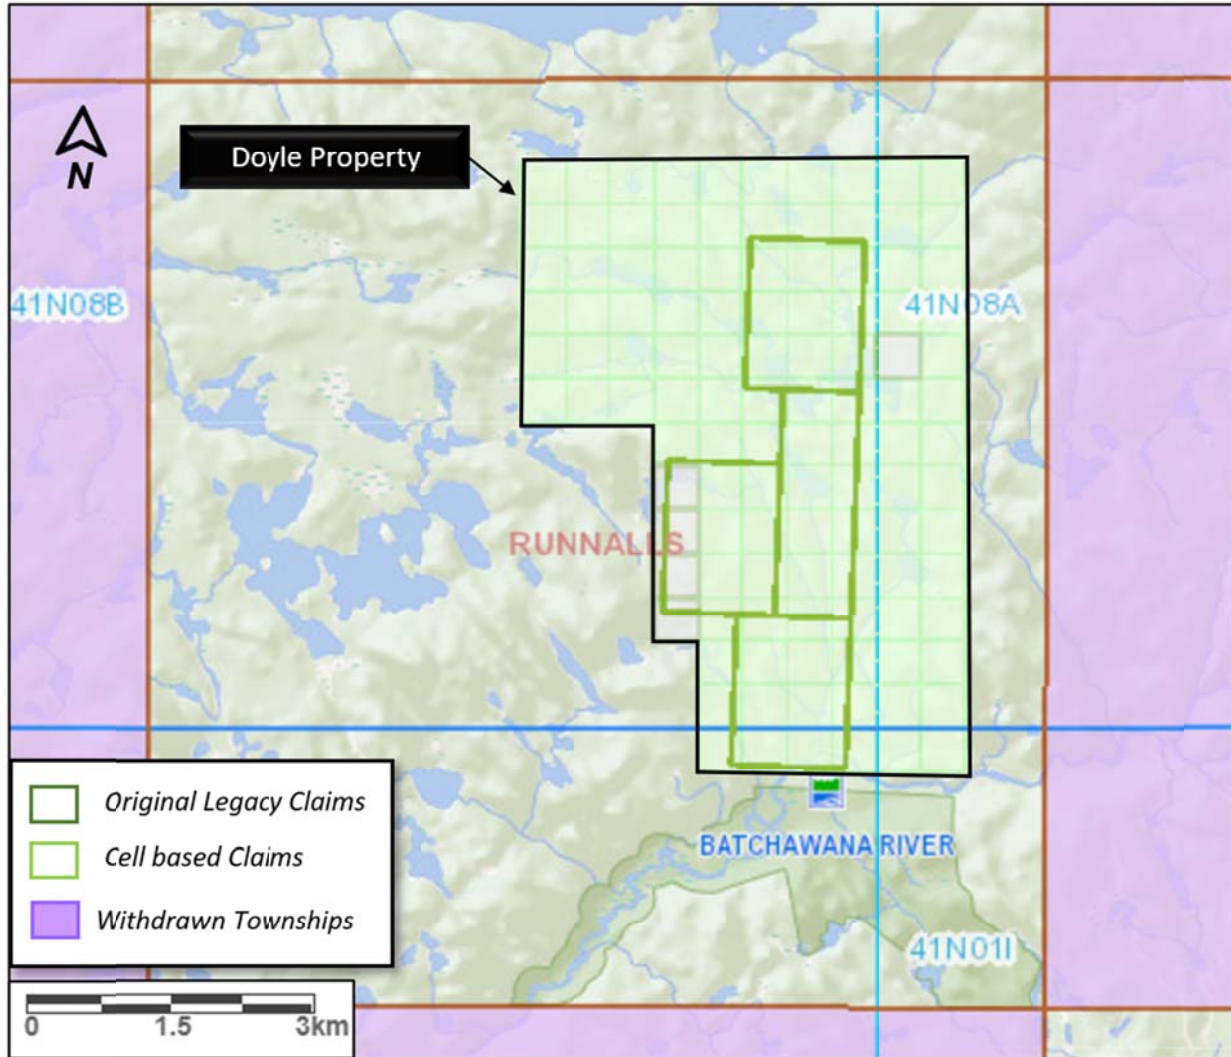 Doyle Property
N
41N08B
41N08A
RUNNALLS
Original Legacy Claims
Cell based Claims
Withdrawn Townships
BATCHAWANA RIVER
41N01I
0 1.5 3km